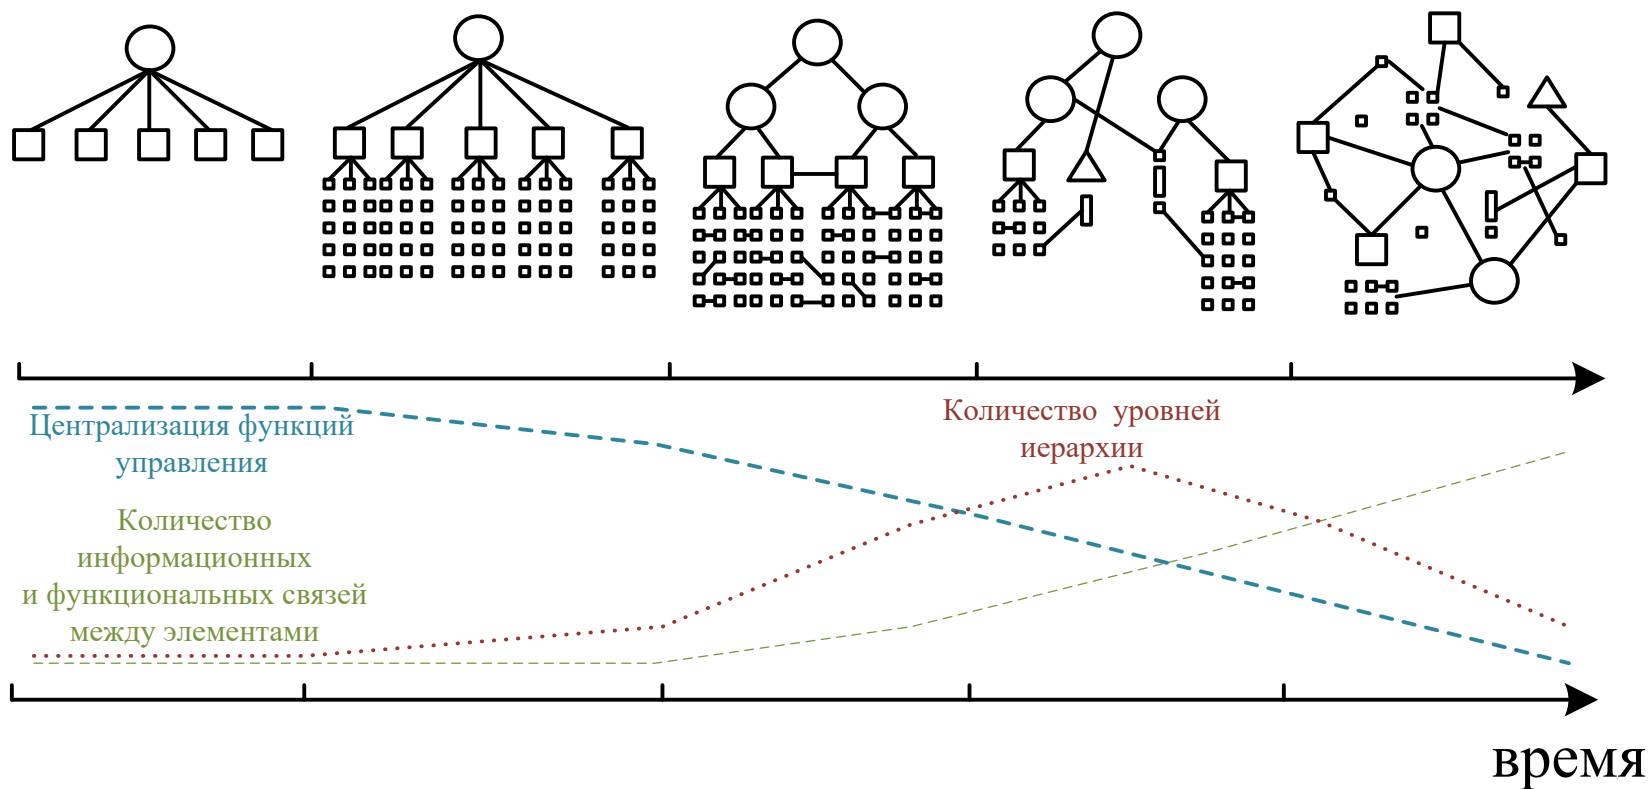 Централизация функций
управления
Количество уровней
иерархии
Количество
информационных
и функциональных связей
между элементами
время